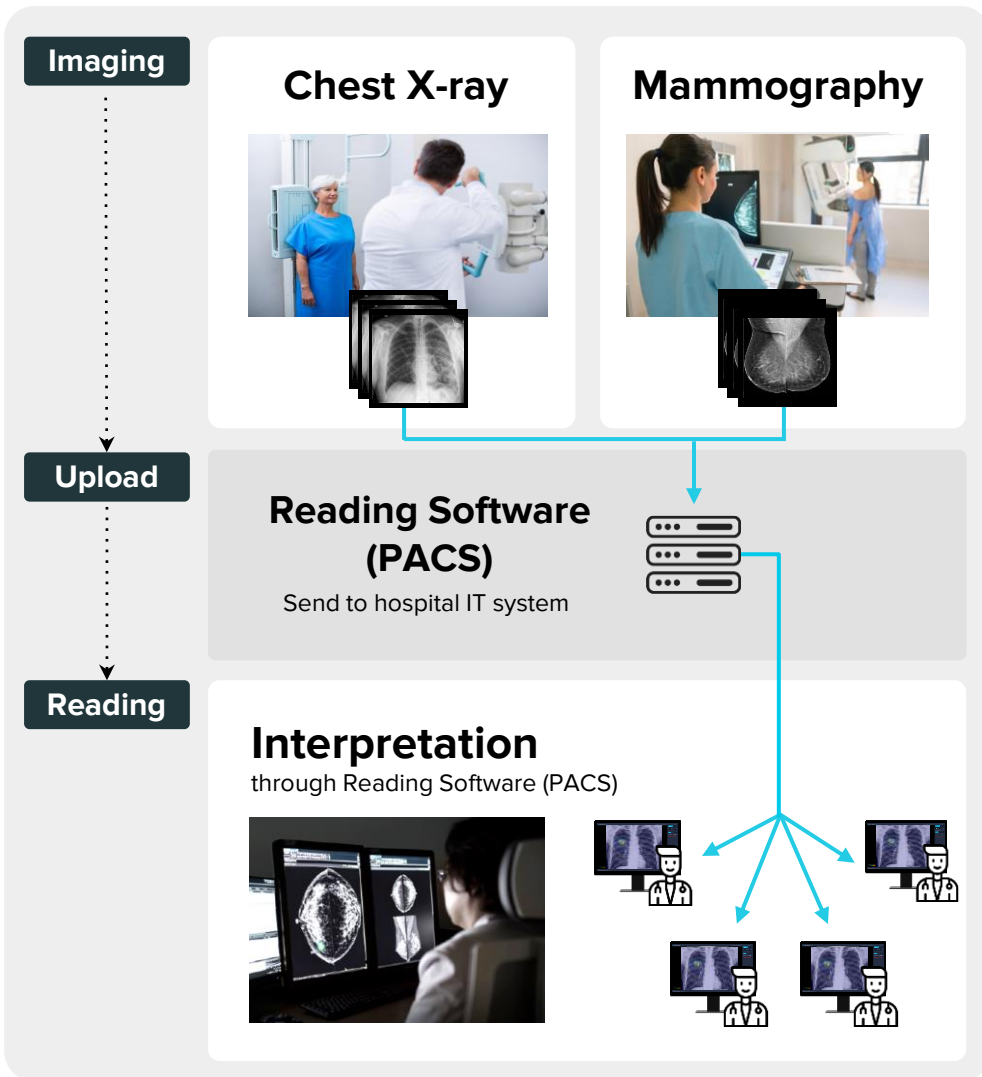 Imaging
Chest X-ray
Mammography
Upload
Reading Software
(PACS)
Send to hospital IT system
Reading
Interpretation
through Reading Software (PACS)